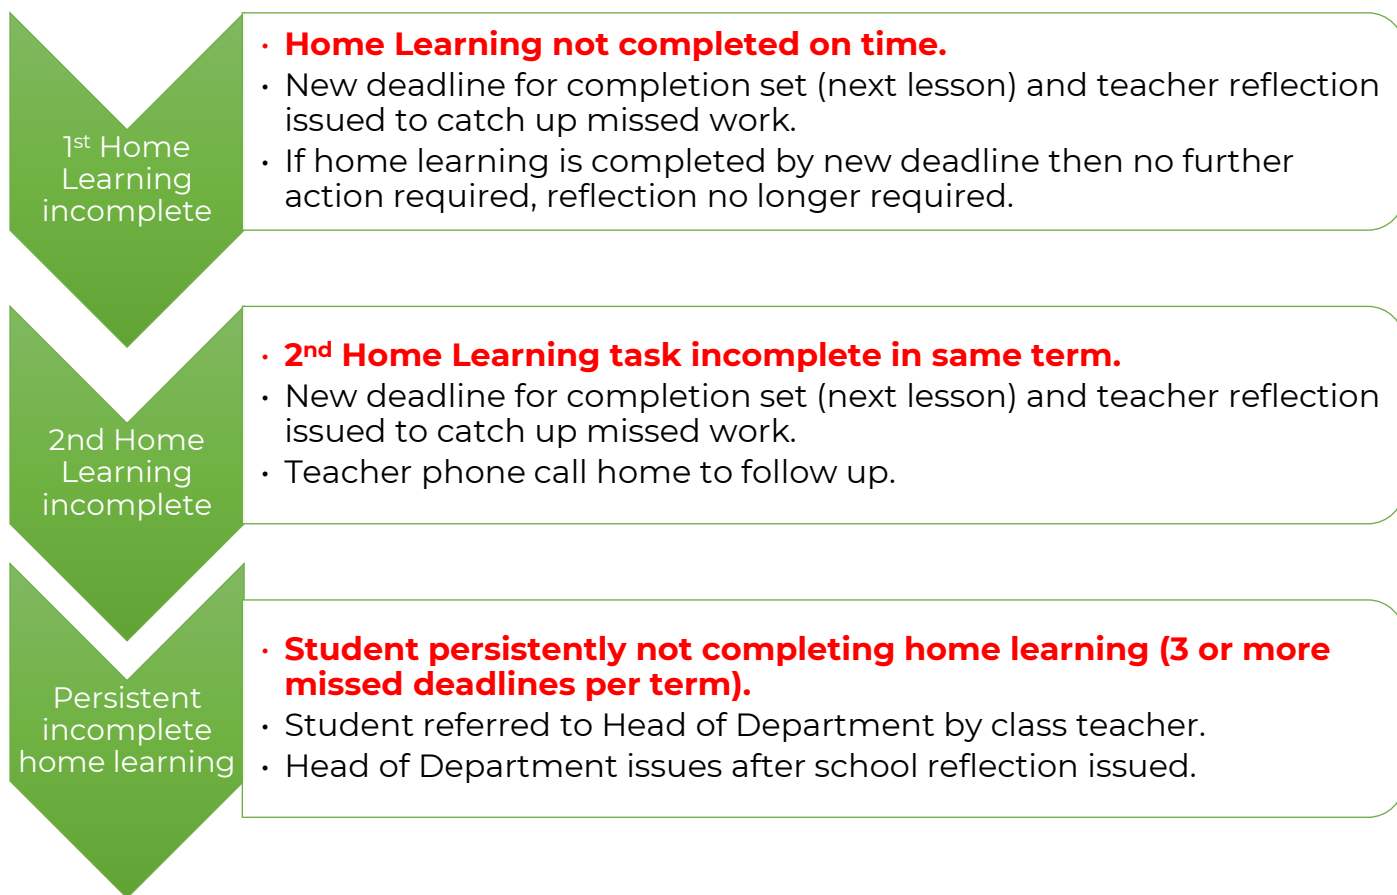 1st Home
Learning
incomplete
• Home Learning not completed on time.
• New deadline for completion set (next lesson) and teacher reflection
issued to catch up missed work.
• If home learning is completed by new deadline then no further
action required, reflection no longer required.
2nd Home
Learning
incomplete
• 2nd Home Learning task incomplete in same term.
• New deadline for completion set (next lesson) and teacher reflection
issued to catch up missed work.
• Teacher phone call home to follow up.
Persistent
incomplete
home learning
• Student persistently not completing home learning (3 or more
missed deadlines per term).
• Student referred to Head of Department by class teacher.
• Head of Department issues after school reflection issued.